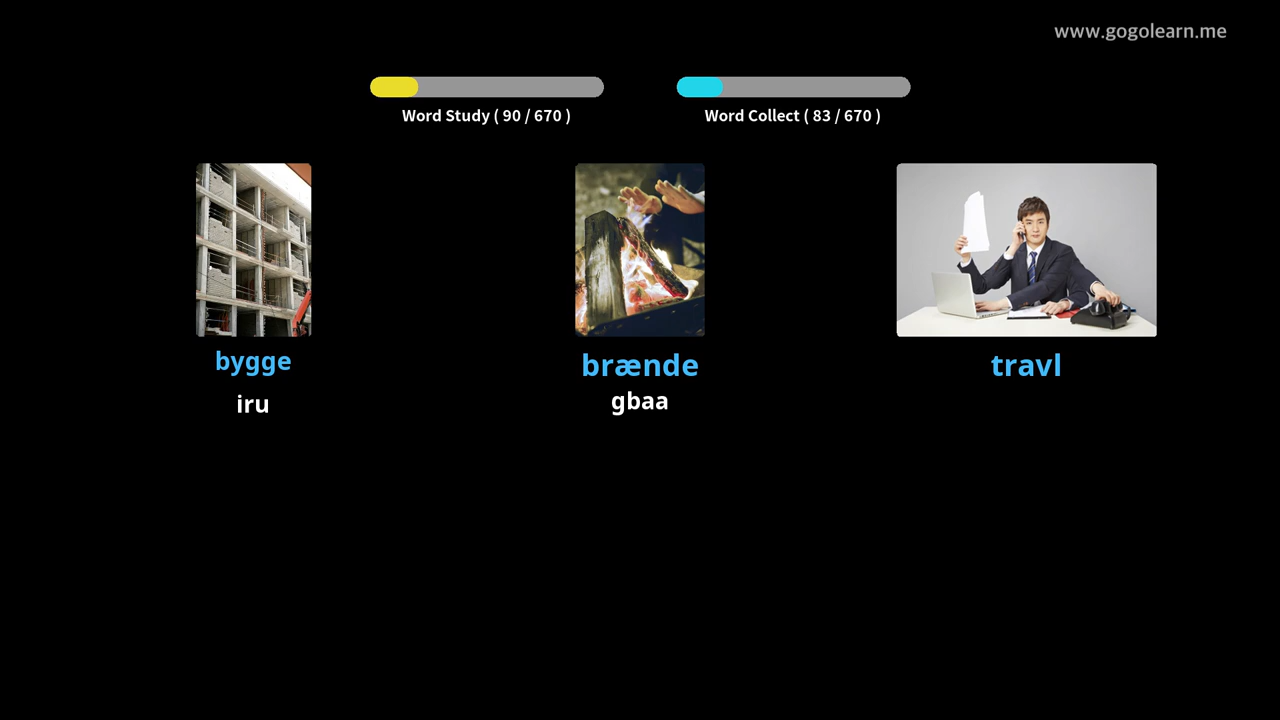 www.gogolearn.me
Word Study ( 90 / 670 )
Word Collect ( 83 / 670 )
bygge
iru
brænde
gbaa
travl